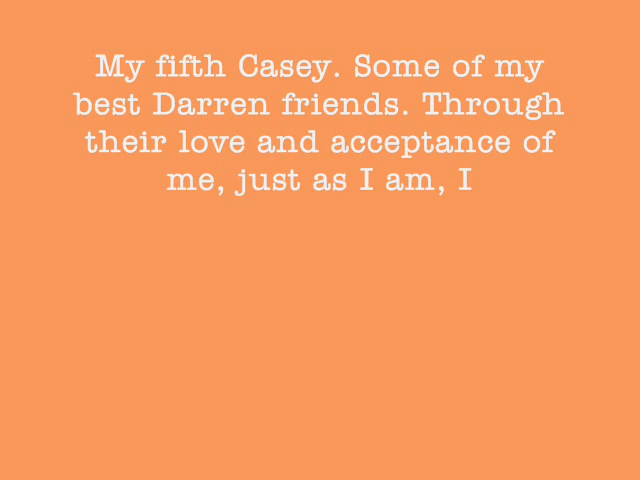 My fifth Casey. Some of my
best Darren friends. Through
their love and acceptance of
me, just as I am, I